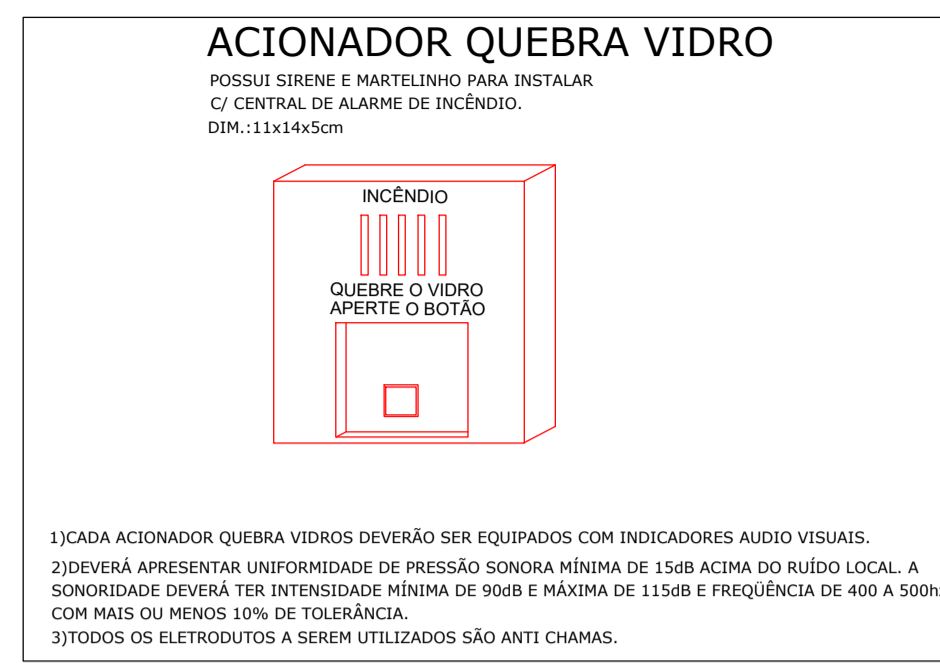 ACIONADOR QUEBRA VIDRO
POSSUI SIRENE E MARTELINHO PARA INSTALAR
C/ CENTRAL DE ALARME DE INCÊNDIO.
DIM.:11x14x5cm
INCÊNDIO
QUEBRE O VIDRO
APERTE O BOTÃO
1)CADA ACIONADOR QUEBRA VIDROS DEVERÃO SER EQUIPADOS COM INDICADORES AUDIO VISUAIS.
2)DEVERÁ APRESENTAR UNIFORMIDADE DE PRESSÃO SONORA MÍNIMA DE 15dB ACIMA DO RUÍDO LOCAL. A
SONORIDADE DEVERÁ TER INTENSIDADE MÍNIMA DE 90dB E MÁXIMA DE 115dB E FREQÜÊNCIA DE 400 A 500hz
COM MAIS OU MENOS 10% DE TOLERÂNCIA.
3)TODOS OS ELETRODUTOS A SEREM UTILIZADOS SÃO ANTI CHAMAS.